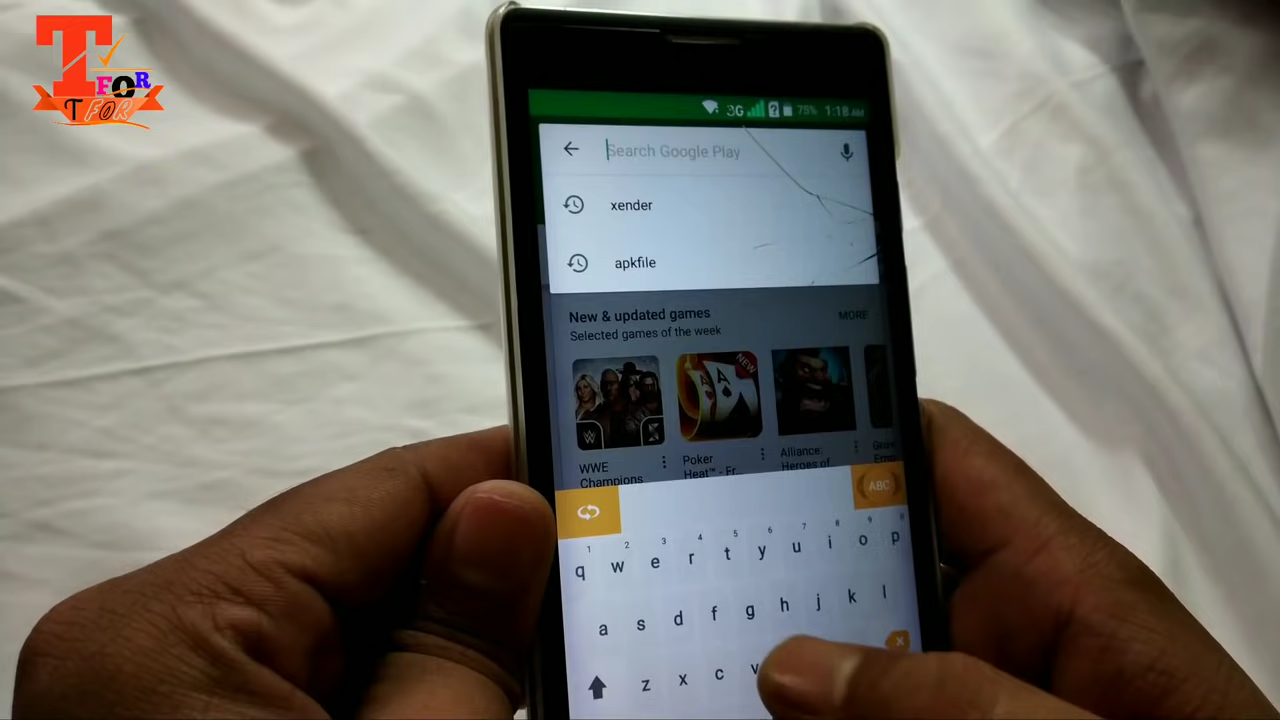 T
FOR
T FOR
3G 75% 1:18 AM
Search Google Play
xender
apkfile
New & updated games
MORE
Selected games of the week
NEW
A A
W
WWE Champions
Poker Heat™ - Fr..
Alliance: Heroes of
ABC
1 2 3 4 5 6 7 8 9
q w e r t y u i o p
a s d f g h j k l
z x c v